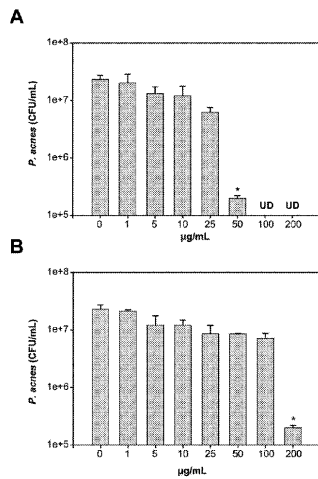 A
1e+8
1e+7
1e+6
1e+5
P. acnes (CFU/mL)
*
UD UD
0 1 5 10 25 50 100 200
µg/mL
B
1e+8
1e+7
1e+6
1e+5
P. acnes (CFU/mL)
*
0 1 5 10 25 50 100 200
µg/mL